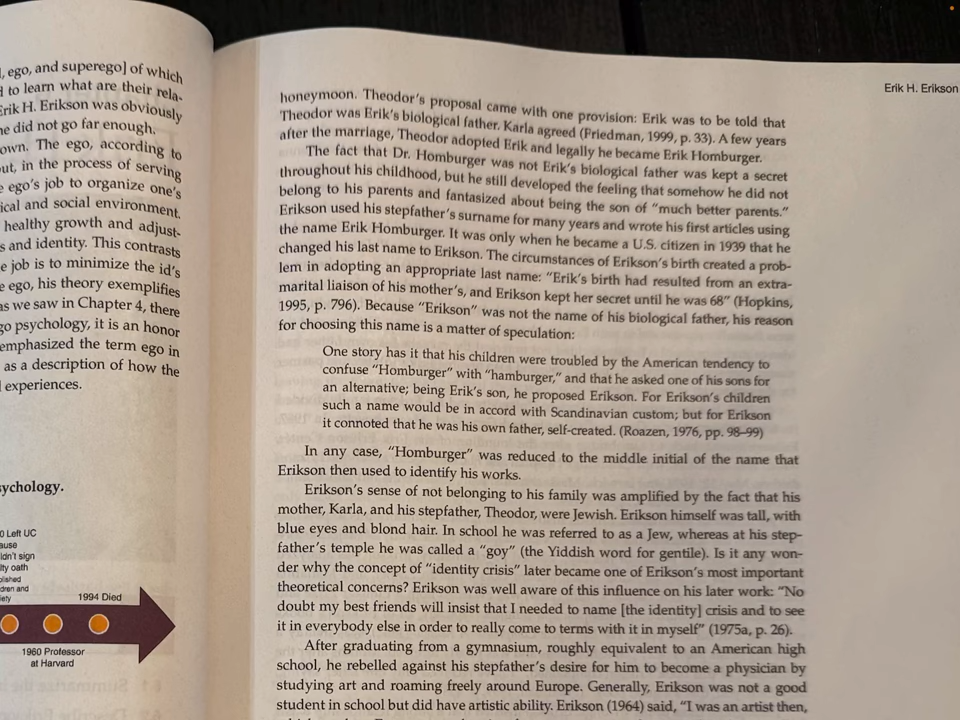 , ego, and superego] of which
to learn what are their rela-
Erik H. Erikson was obviously
he did not go far enough.
own. The ego, according to
out, in the process of serving
ego's job to organize one's
ical and social environment.
healthy growth and adjust-
s and identity. This contrasts
e job is to minimize the id's
e ego, his theory exemplifies
as we saw in Chapter 4, there
go psychology, it is an honor
emphasized the term ego in
as a description of how the
experiences.
sychology.
0 Left UC
ause
ldn't sign
lty oath
blished
dren and
iety
1994 Died
1960 Professor
at Harvard
Erik H. Erikson
honeymoon. Theodor's proposal came with one provision: Erik was to be told that
Theodor was Erik's biological father. Karla agreed (Friedman, 1999, p. 33). A few years
after the marriage, Theodor adopted Erik and legally he became Erik Homburger.
The fact that Dr. Homburger was not Erik's biological father was kept a secret
throughout his childhood, but he still developed the feeling that somehow he did not
belong to his parents and fantasized about being the son of "much better parents."
Erikson used his stepfather's surname for many years and wrote his first articles using
the name Erik Homburger. It was only when he became a U.S. citizen in 1939 that he
changed his last name to Erikson. The circumstances of Erikson's birth created a prob-
lem in adopting an appropriate last name: "Erik's birth had resulted from an extra-
marital liaison of his mother's, and Erikson kept her secret until he was 68" (Hopkins,
1995, p. 796). Because "Erikson" was not the name of his biological father, his reason
for choosing this name is a matter of speculation:
One story has it that his children were troubled by the American tendency to
confuse "Homburger" with "hamburger," and that he asked one of his sons for
an alternative; being Erik's son, he proposed Erikson. For Erikson's children
such a name would be in accord with Scandinavian custom; but for Erikson
it connoted that he was his own father, self-created. (Roazen, 1976, pp. 98–99)
In any case, "Homburger" was reduced to the middle initial of the name that
Erikson then used to identify his works.
Erikson's sense of not belonging to his family was amplified by the fact that his
mother, Karla, and his stepfather, Theodor, were Jewish. Erikson himself was tall, with
blue eyes and blond hair. In school he was referred to as a Jew, whereas at his step-
father's temple he was called a "goy" (the Yiddish word for gentile). Is it any won-
der why the concept of "identity crisis" later became one of Erikson's most important
theoretical concerns? Erikson was well aware of this influence on his later work: "No
doubt my best friends will insist that I needed to name [the identity] crisis and to see
it in everybody else in order to really come to terms with it in myself" (1975a, p. 26).
After graduating from a gymnasium, roughly equivalent to an American high
school, he rebelled against his stepfather's desire for him to become a physician by
studying art and roaming freely around Europe. Generally, Erikson was not a good
student in school but did have artistic ability. Erikson (1964) said, "I was an artist then,